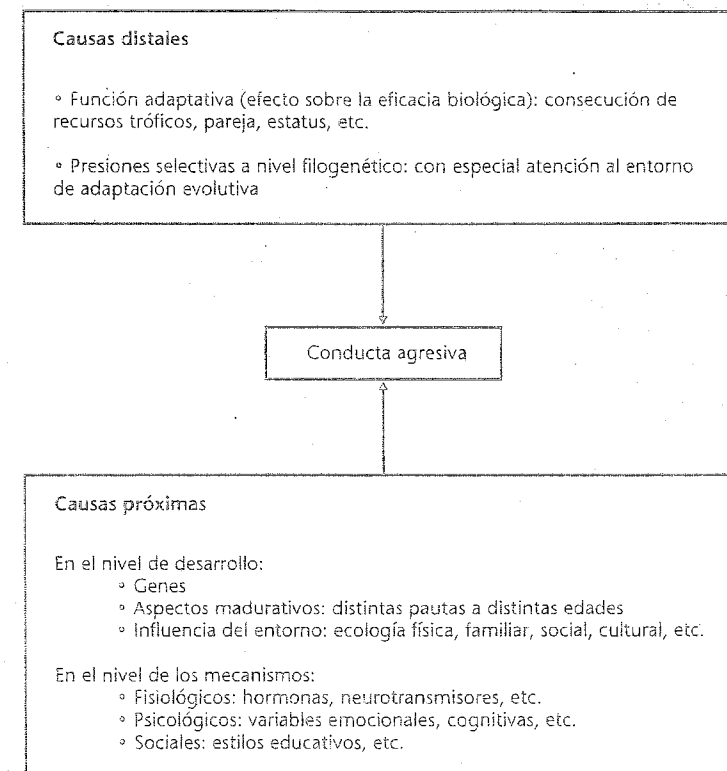 Causas distales
° Función adaptativa (efecto sobre la eficacia biológica): consecución de
recursos tróficos, pareja, estatus, etc.
° Presiones selectivas a nivel filogenético: con especial atención al entorno
de adaptación evolutiva
Conducta agresiva
Causas próximas
En el nivel de desarrollo:
° Genes
° Aspectos madurativos: distintas pautas a distintas edades
° Influencia del entorno: ecología física, familiar, social, cultural, etc.
En el nivel de los mecanismos:
° Fisiológicos: hormonas, neurotransmisores, etc.
° Psicológicos: variables emocionales, cognitivas, etc.
° Sociales: estilos educativos, etc.